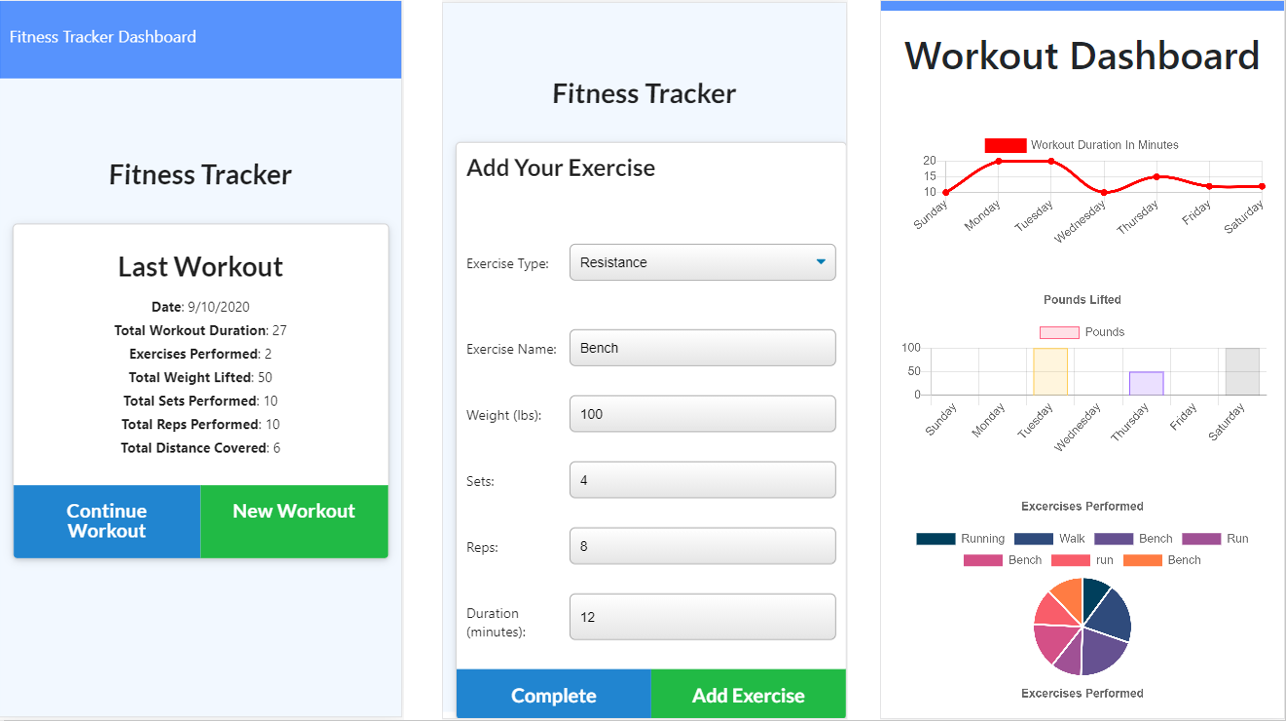 Fitness Tracker Dashboard
Fitness Tracker
Last Workout
Date: 9/10/2020
Total Workout Duration: 27
Exercises Performed: 2
Total Weight Lifted: 50
Total Sets Performed: 10
Total Reps Performed: 10
Total Distance Covered: 6
Continue
Workout
New Workout
Fitness Tracker
Add Your Exercise
Exercise Type: Resistance
Exercise Name: Bench
Weight (lbs): 100
Sets: 4
Reps: 8
Duration
(minutes): 12
Complete Add Exercise
Workout Dashboard
Workout Duration In Minutes
20
15
10
Sunday Monday Tuesday Wednesday Thursday Friday Saturday
Pounds Lifted
Pounds
100
50
0
Sunday Monday Tuesday Wednesday Thursday Friday Saturday
Excercises Performed
Running Walk Bench Run
Bench run Bench
Excercises Performed